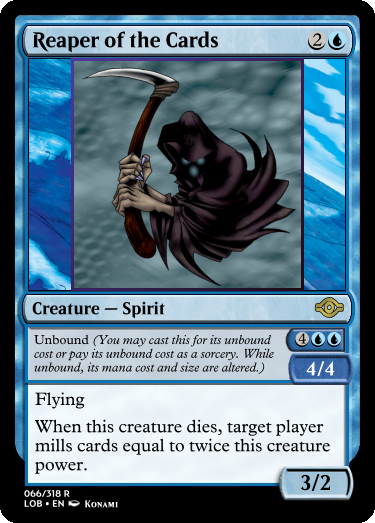 Reaper of the Cards 2
Creature — Spirit
Unbound (You may cast this for its unbound
cost or pay its unbound cost as a sorcery. While
unbound, its mana cost and size are altered.)
4
4/4
Flying
When this creature dies, target player
mills cards equal to twice this creature
power.
3/2
066/318 R
LOB • EN Konami